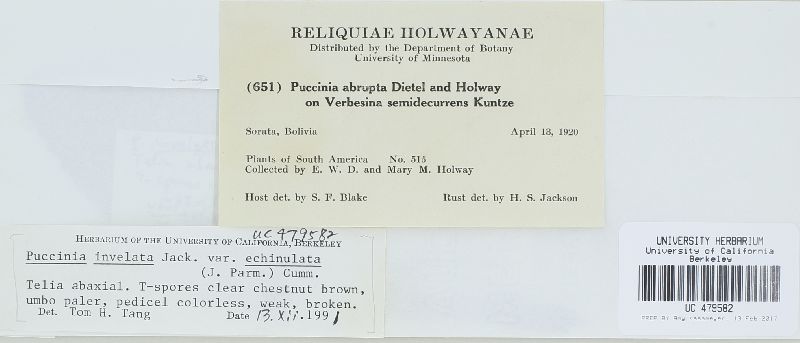 RELIQUIAE HOLWAYANAE
Distributed by the Department of Botany
University of Minnesota
(651) Puccinia abrupta Dietel and Holway
on Verbesina semidecurrens Kuntze
Sorata, Bolivia April 13, 1920
Plants of South America No. 515
Collected by E. W. D. and Mary M. Holway
Host det. by S. F. Blake Rust det. by H. S. Jackson
UC 479582
HERBARIUM OF THE UNIVERSITY OF CALIFORNIA, BERKELEY
Puccinia invelata Jack. var. echinulata
(J. Parm.) Cumm.
Telia abaxial. T-spores clear chestnut brown,
umbo paler, pedicel colorless, weak, broken.
Det. Tom H. Tang Date 13.XII.1991
UNIVERSITY HERBARIUM
University of California
Berkeley
UC 479582
13-Feb-2017